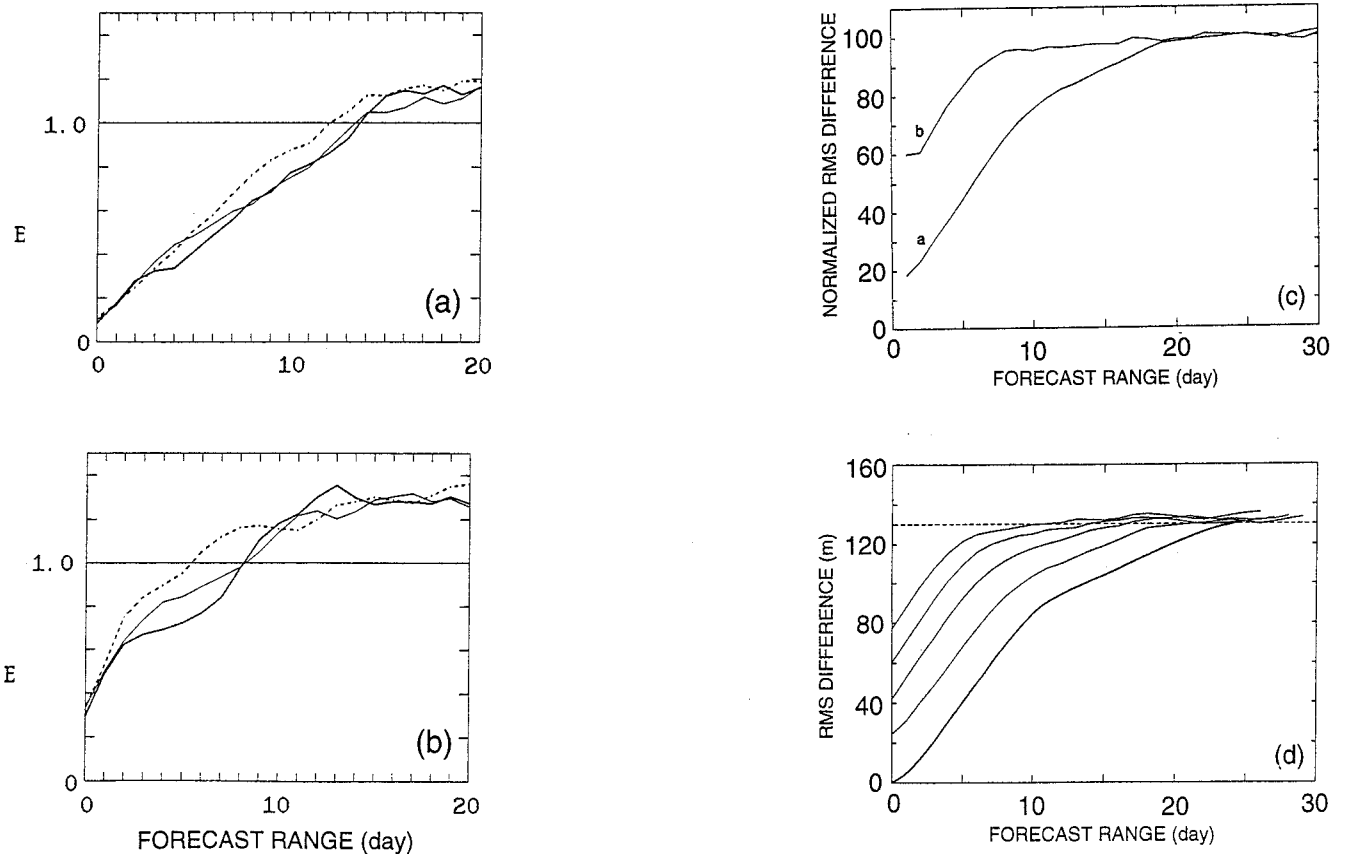 1.0
E
0
(a)
0 10 20
1.0
E
0
(b)
0 10 20
FORECAST RANGE (day)
NORMALIZED RMS DIFFERENCE
100
80
60
40
20
0
b
a
(c)
10 20 30
FORECAST RANGE (day)
RMS DIFFERENCE (m)
160
120
80
40
0
(d)
0 10 20 30
FORECAST RANGE (day)